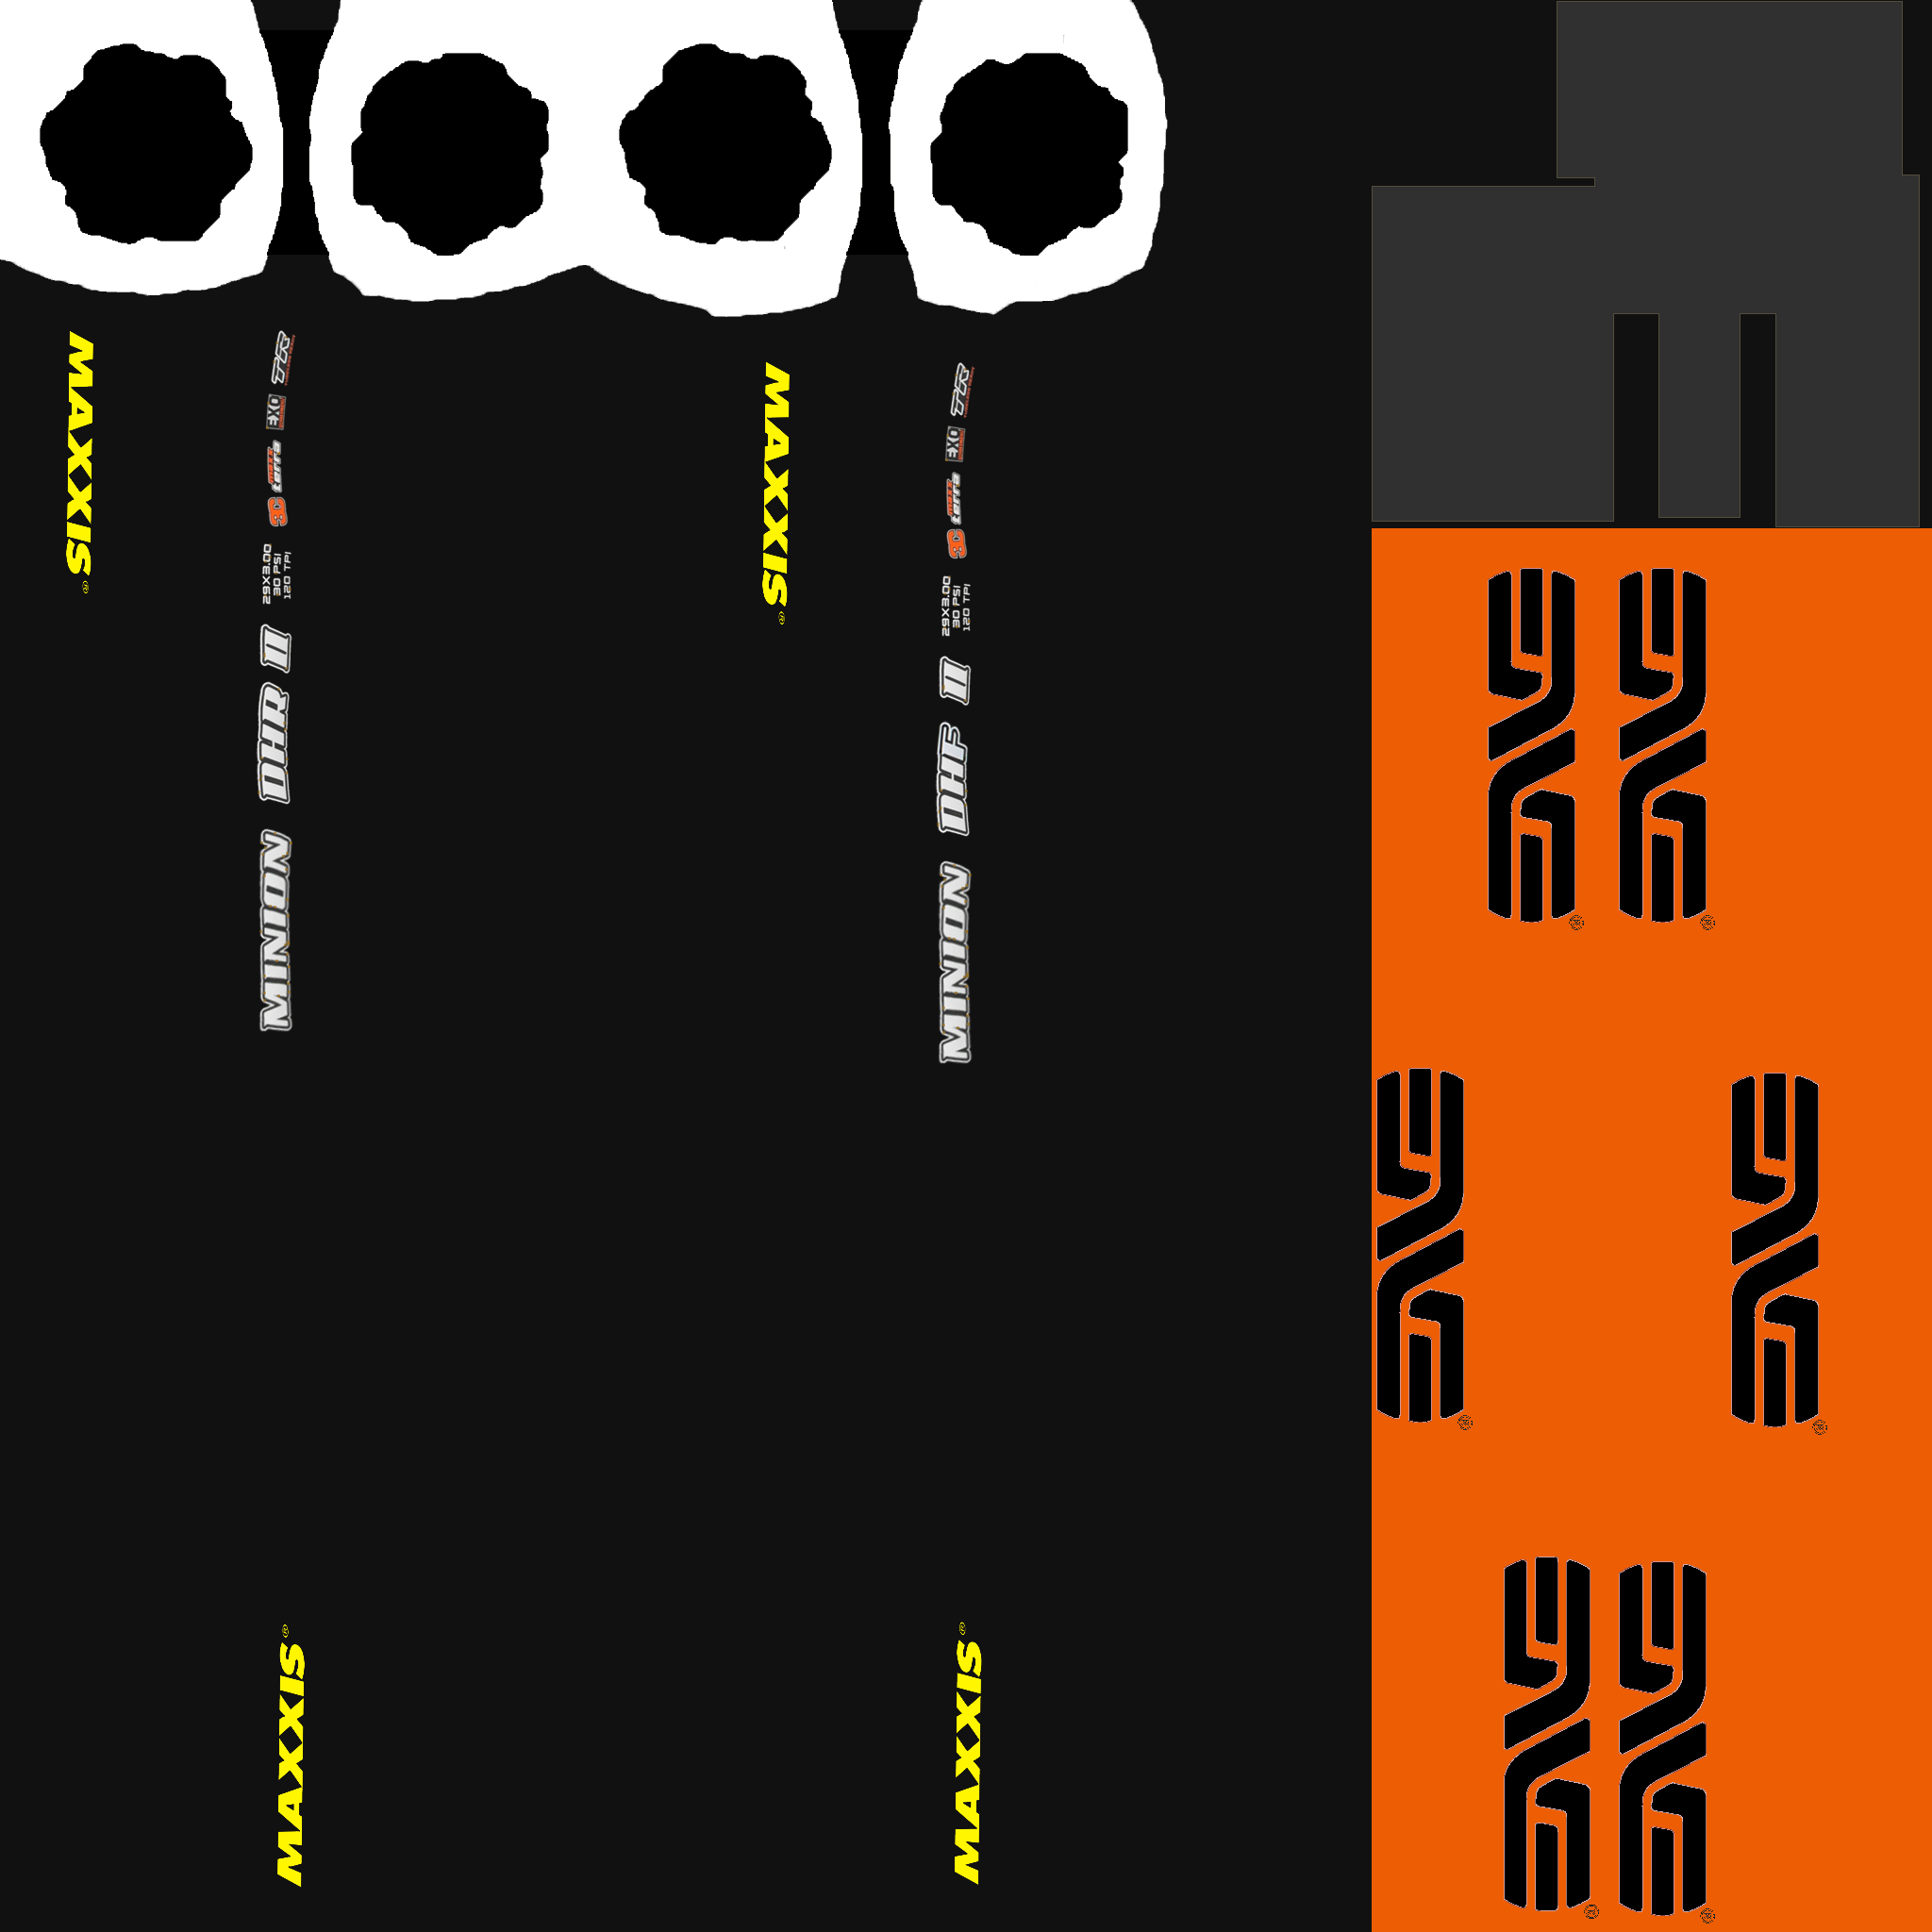 MAXXIS®
TR
EXO
maxx
terra
3C
29X3.00
30 PSI
120 TPI
MINION DHR II
MAXXIS®
TR
EXO
maxx
terra
3C
29X3.00
30 PSI
120 TPI
MINION DHF II
MAXXIS®
MAXXIS®